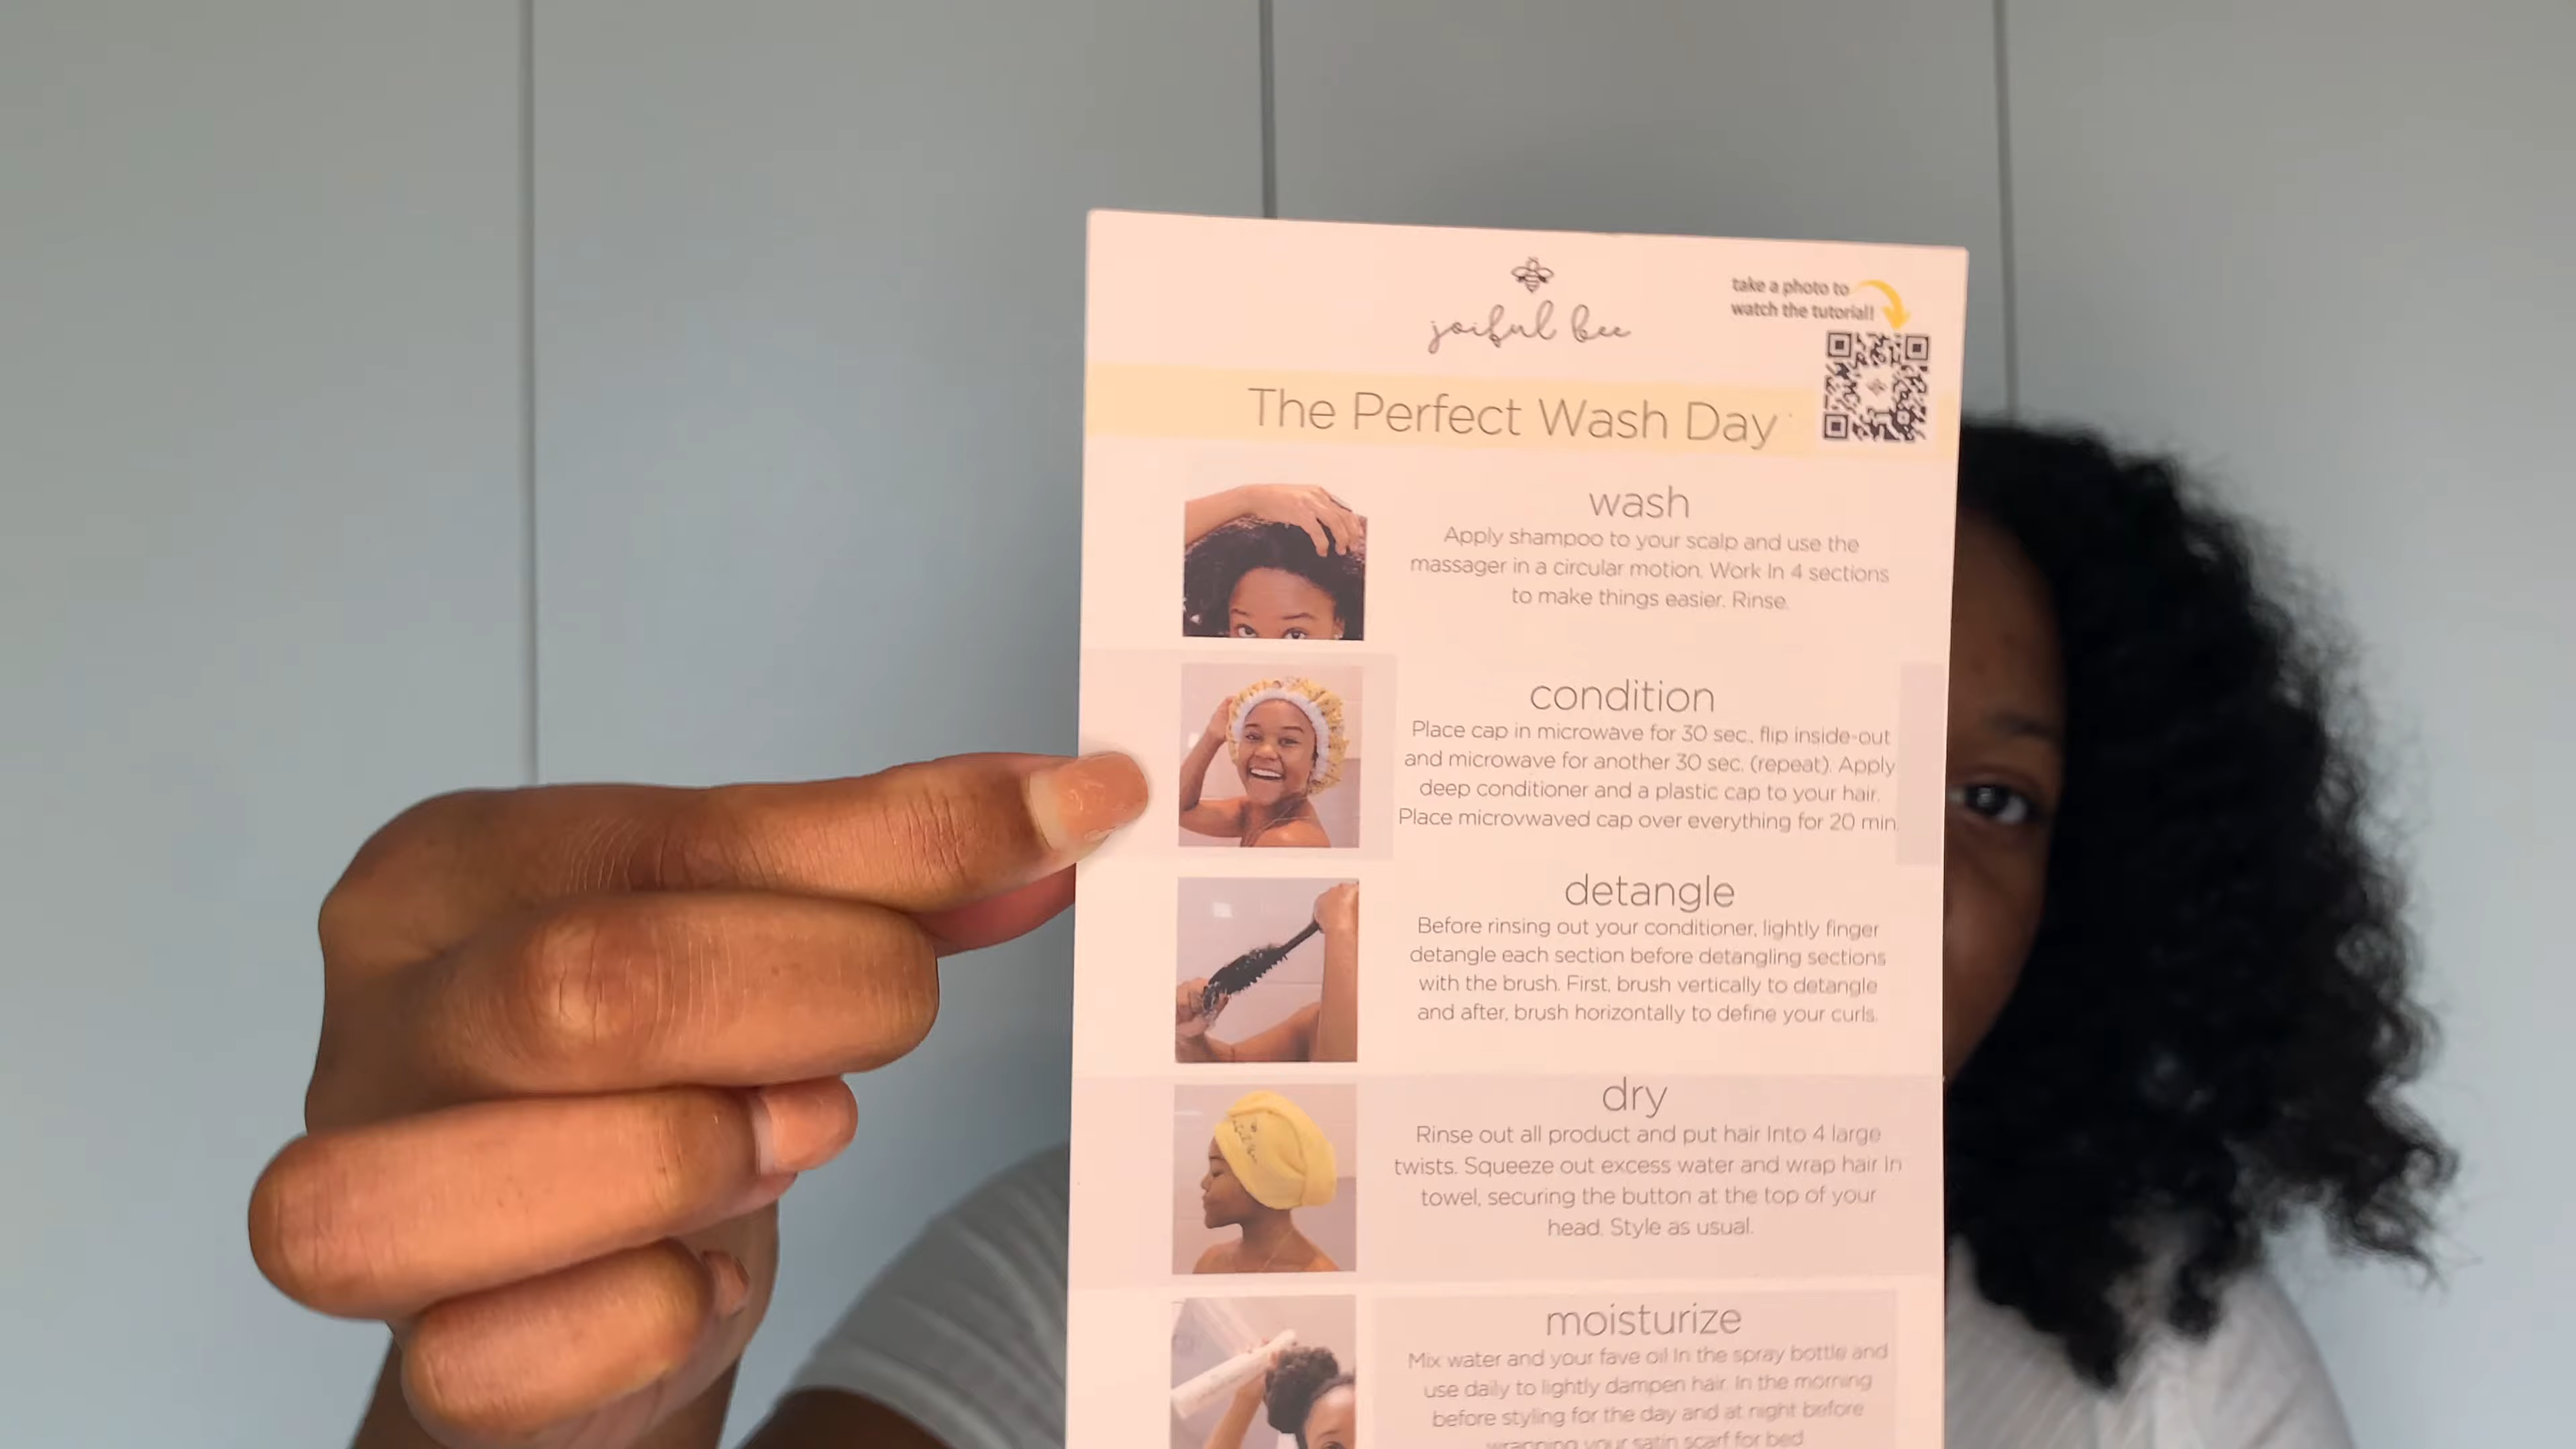 joiful bee
take a photo to
watch the tutorial!
The Perfect Wash Day
wash
Apply shampoo to your scalp and use the
massager in a circular motion. Work In 4 sections
to make things easier. Rinse.
condition
Place cap in microwave for 30 sec., flip inside-out
and microwave for another 30 sec. (repeat). Apply
deep conditioner and a plastic cap to your hair.
Place microvwaved cap over everything for 20 min.
detangle
Before rinsing out your conditioner, lightly finger
detangle each section before detangling sections
with the brush. First, brush vertically to detangle
and after, brush horizontally to define your curls.
dry
Rinse out all product and put hair Into 4 large
twists. Squeeze out excess water and wrap hair In
towel, securing the button at the top of your
head. Style as usual.
moisturize
Mix water and your fave oil In the spray bottle and
use daily to lightly dampen hair. In the morning
before styling for the day and at night before
wrapping your satin scarf for bed